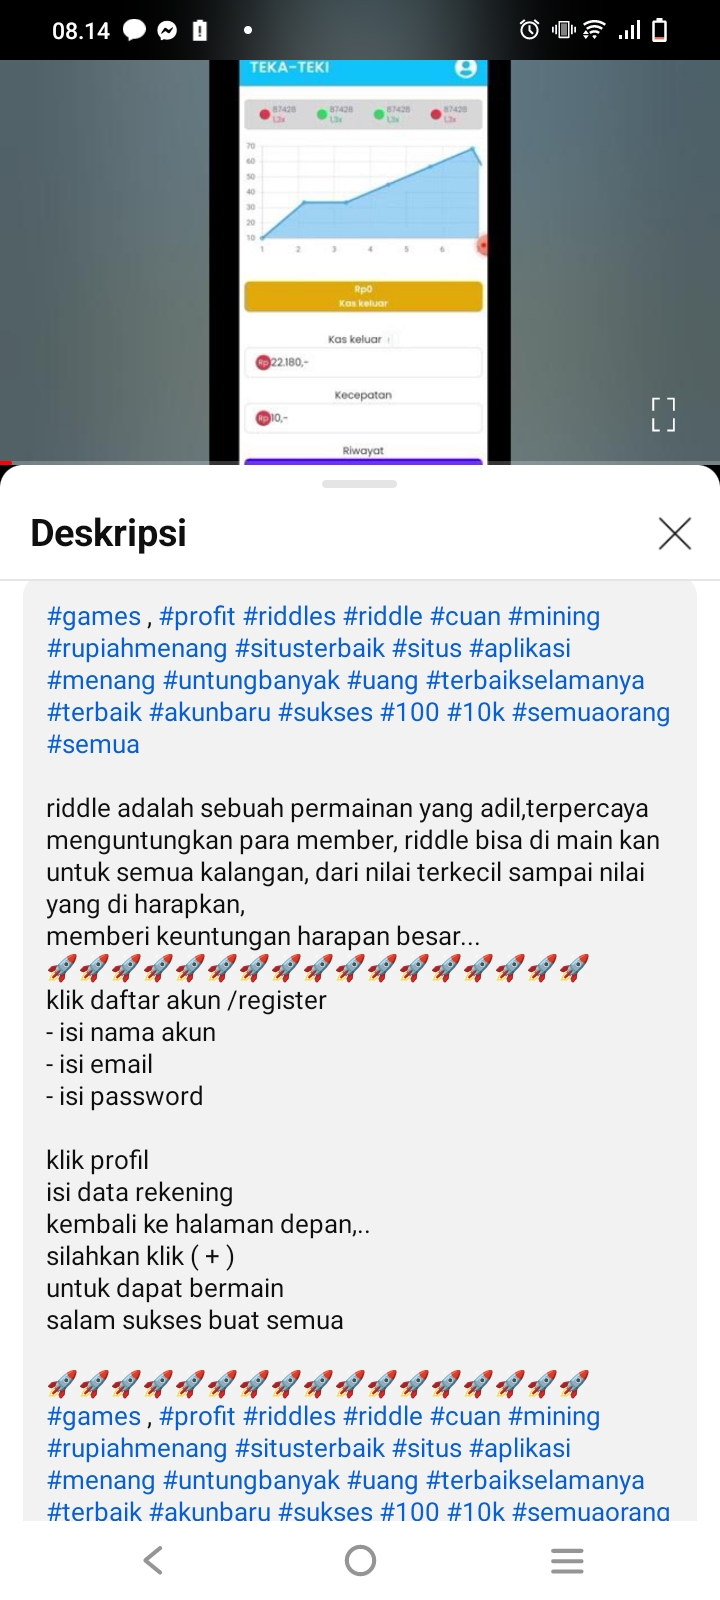 08.14
TEKA-TEKI
87428 87428 87428 87428
1,3x 1,3x 1,3x 1,3x
70
60
50
40
30
20
10
1 2 3 4 5 6
Rp0
Kas keluar
Kas keluar ↑
Rp 22.180,-
Kecepatan
Rp 10,-
Riwayat
Deskripsi
#games , #profit #riddles #riddle #cuan #mining
#rupiahmenang #situsterbaik #situs #aplikasi
#menang #untungbanyak #uang #terbaikselamanya
#terbaik #akunbaru #sukses #100 #10k #semuaorang
#semua
riddle adalah sebuah permainan yang adil,terpercaya
menguntungkan para member, riddle bisa di main kan
untuk semua kalangan, dari nilai terkecil sampai nilai
yang di harapkan,
memberi keuntungan harapan besar...
🚀🚀🚀🚀🚀🚀🚀🚀🚀🚀🚀🚀🚀🚀🚀🚀🚀
klik daftar akun /register
- isi nama akun
- isi email
- isi password
klik profil
isi data rekening
kembali ke halaman depan,..
silahkan klik ( + )
untuk dapat bermain
salam sukses buat semua
🚀🚀🚀🚀🚀🚀🚀🚀🚀🚀🚀🚀🚀🚀🚀🚀🚀
#games , #profit #riddles #riddle #cuan #mining
#rupiahmenang #situsterbaik #situs #aplikasi
#menang #untungbanyak #uang #terbaikselamanya
#terbaik #akunbaru #sukses #100 #10k #semuaorang